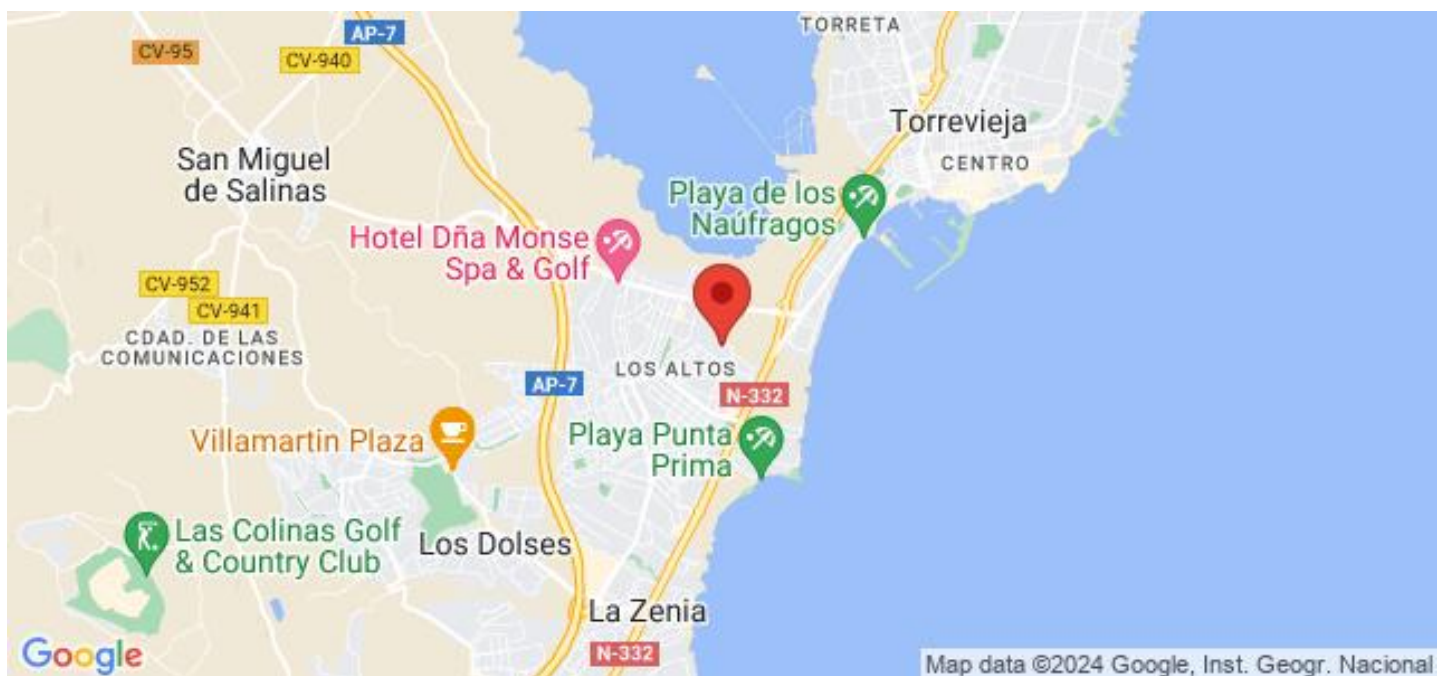 TORRETA
AP-7
CV-95
CV-940
Torrevieja
CENTRO
San Miguel
de Salinas
Playa de los
Naúfragos
Hotel Dña Monse
Spa & Golf
CV-952
CV-941
CDAD. DE LAS
COMUNICACIONES
LOS ALTOS
AP-7
N-332
Villamartin Plaza
Playa Punta
Prima
Las Colinas Golf
& Country Club
Los Dolses
La Zenia
N-332
Google
Map data ©2024 Google, Inst. Geogr. Nacional